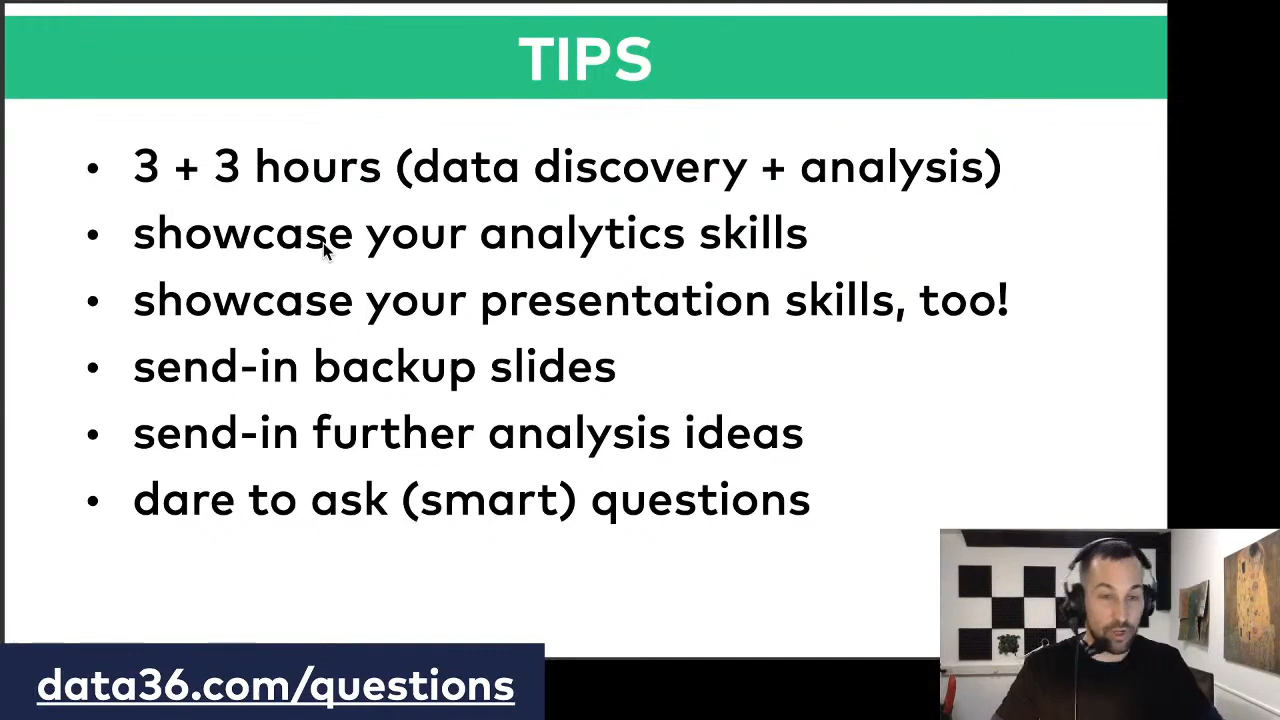 TIPS
• 3 + 3 hours (data discovery + analysis)
• showcase your analytics skills
• showcase your presentation skills, too!
• send-in backup slides
• send-in further analysis ideas
• dare to ask (smart) questions
data36.com/questions